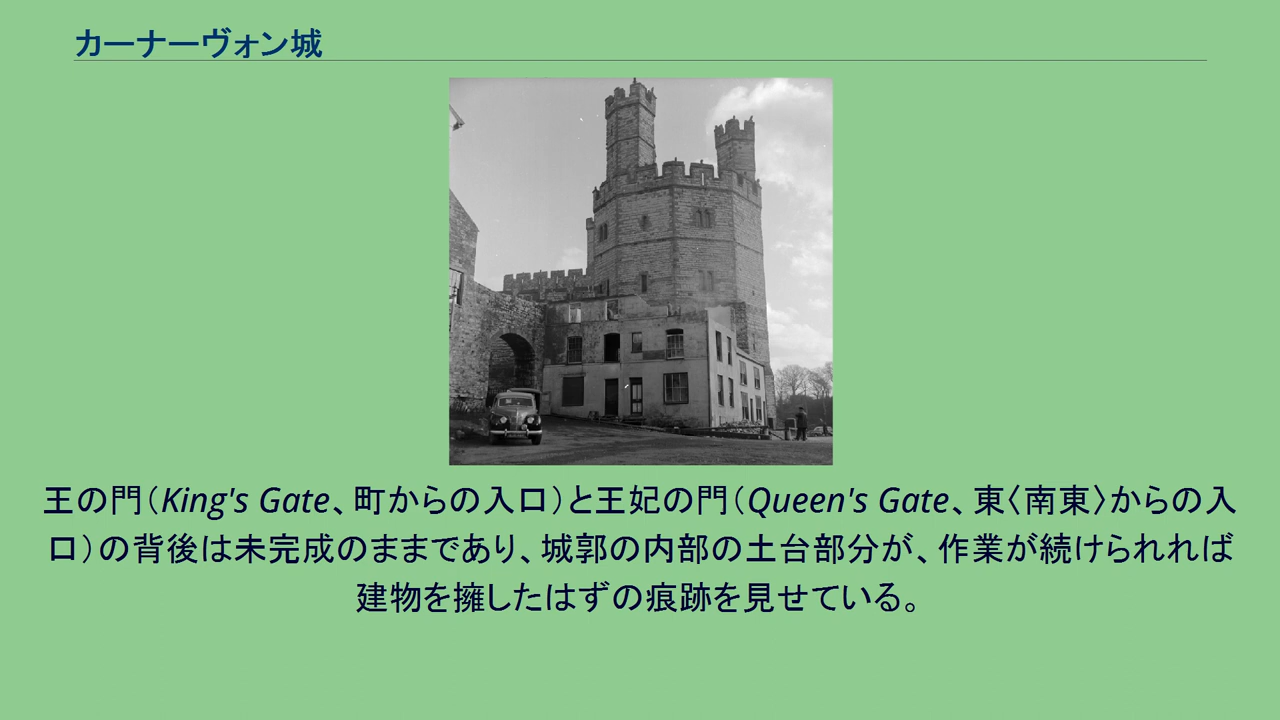 カーナーヴォン城
王の門（King's Gate、町からの入口）と王妃の門（Queen's Gate、東〈南東〉からの入
口）の背後は未完成のままであり、城郭の内部の土台部分が、作業が続けられれば
建物を擁したはずの痕跡を見せている。